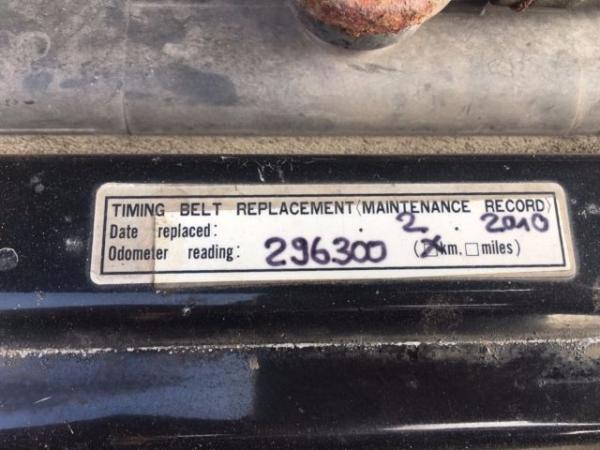 TIMING BELT REPLACEMENT (MAINTENANCE RECORD)
Date replaced: . 2 . 2010
Odometer reading: 296300 (☒km. ☐miles)